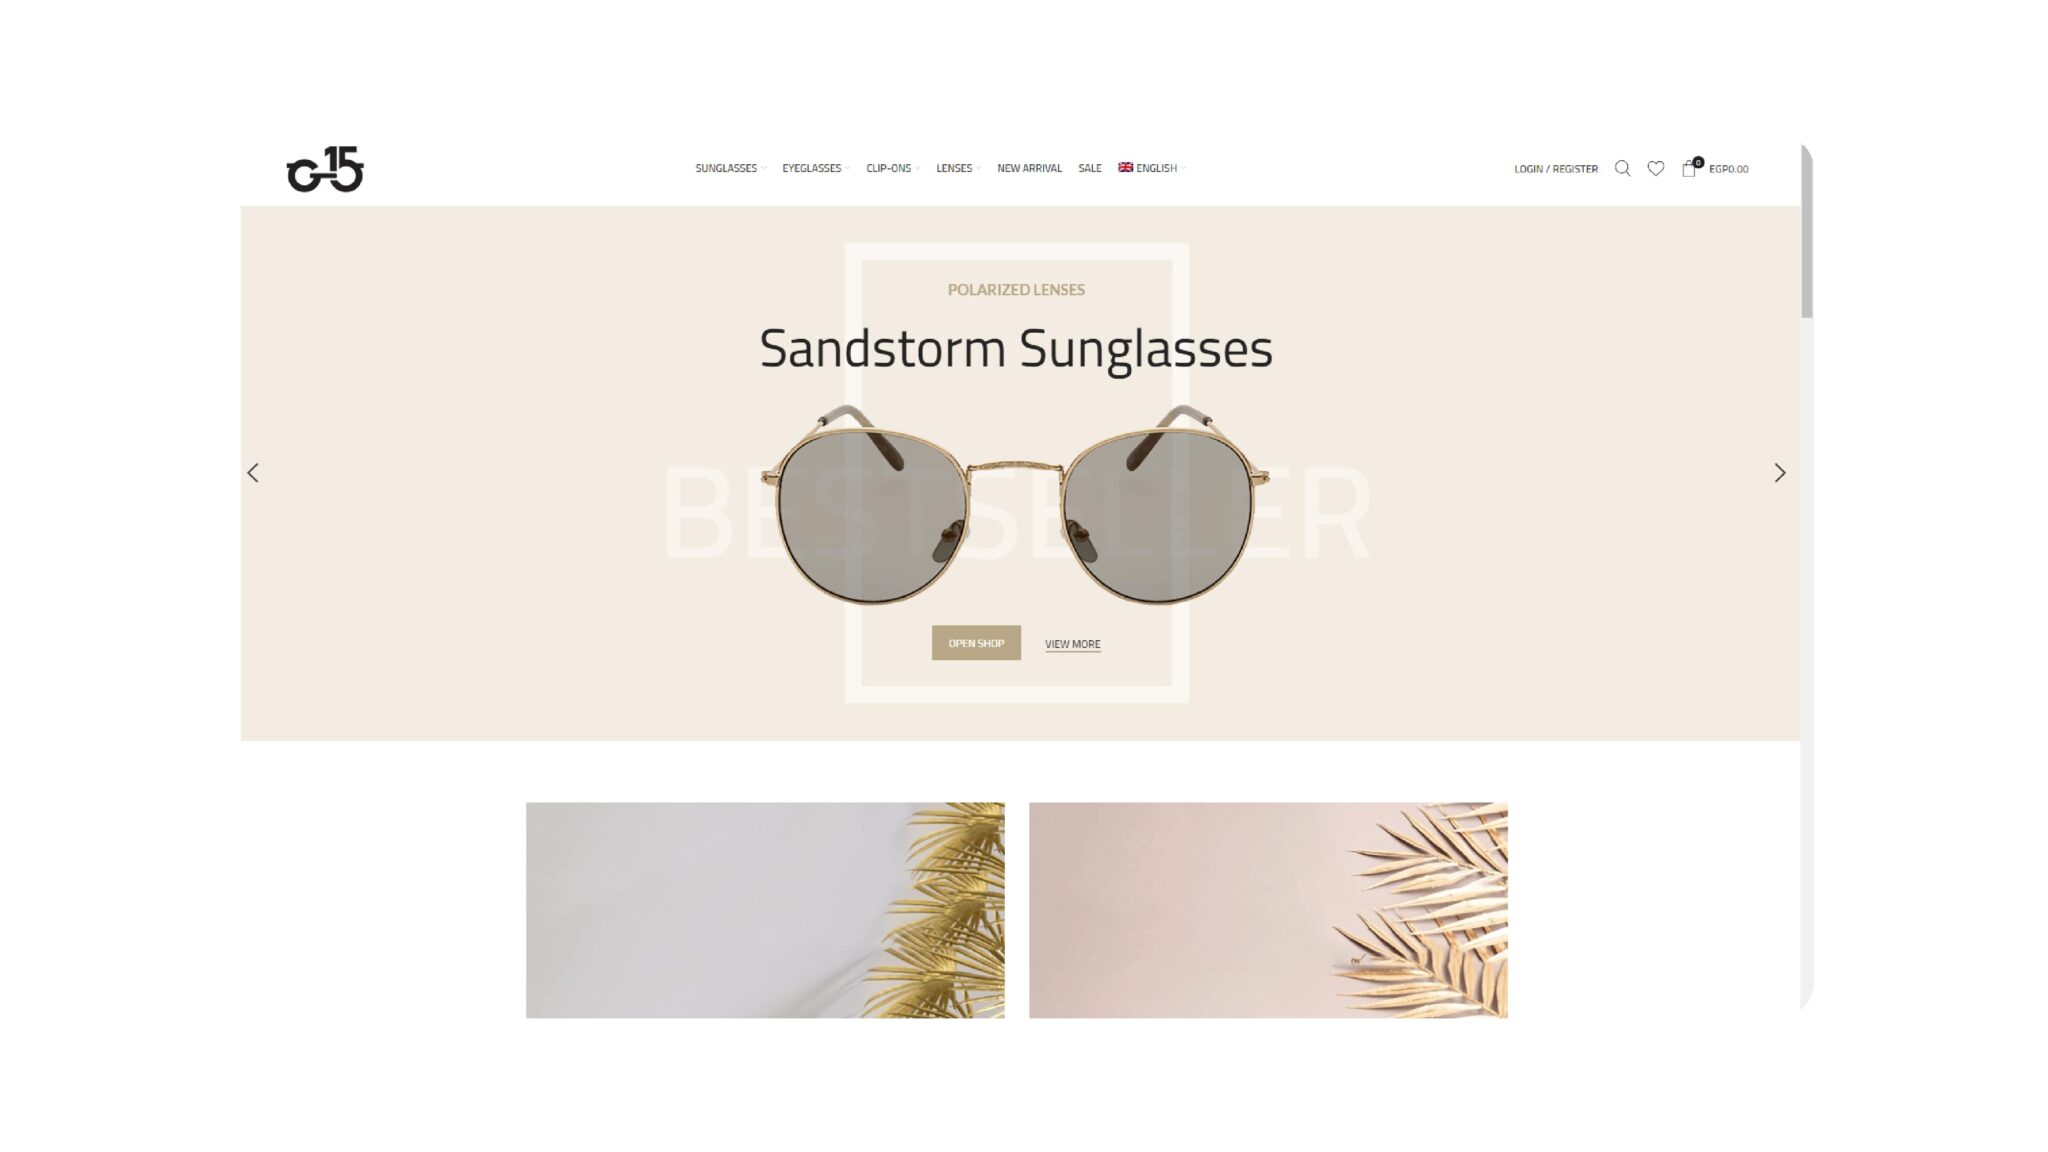 G15
SUNGLASSES EYEGLASSES CLIP-ONS LENSES NEW ARRIVAL SALE ENGLISH
LOGIN / REGISTER 0 EGP0.00
POLARIZED LENSES
Sandstorm Sunglasses
BESTSELLER
OPEN SHOP VIEW MORE